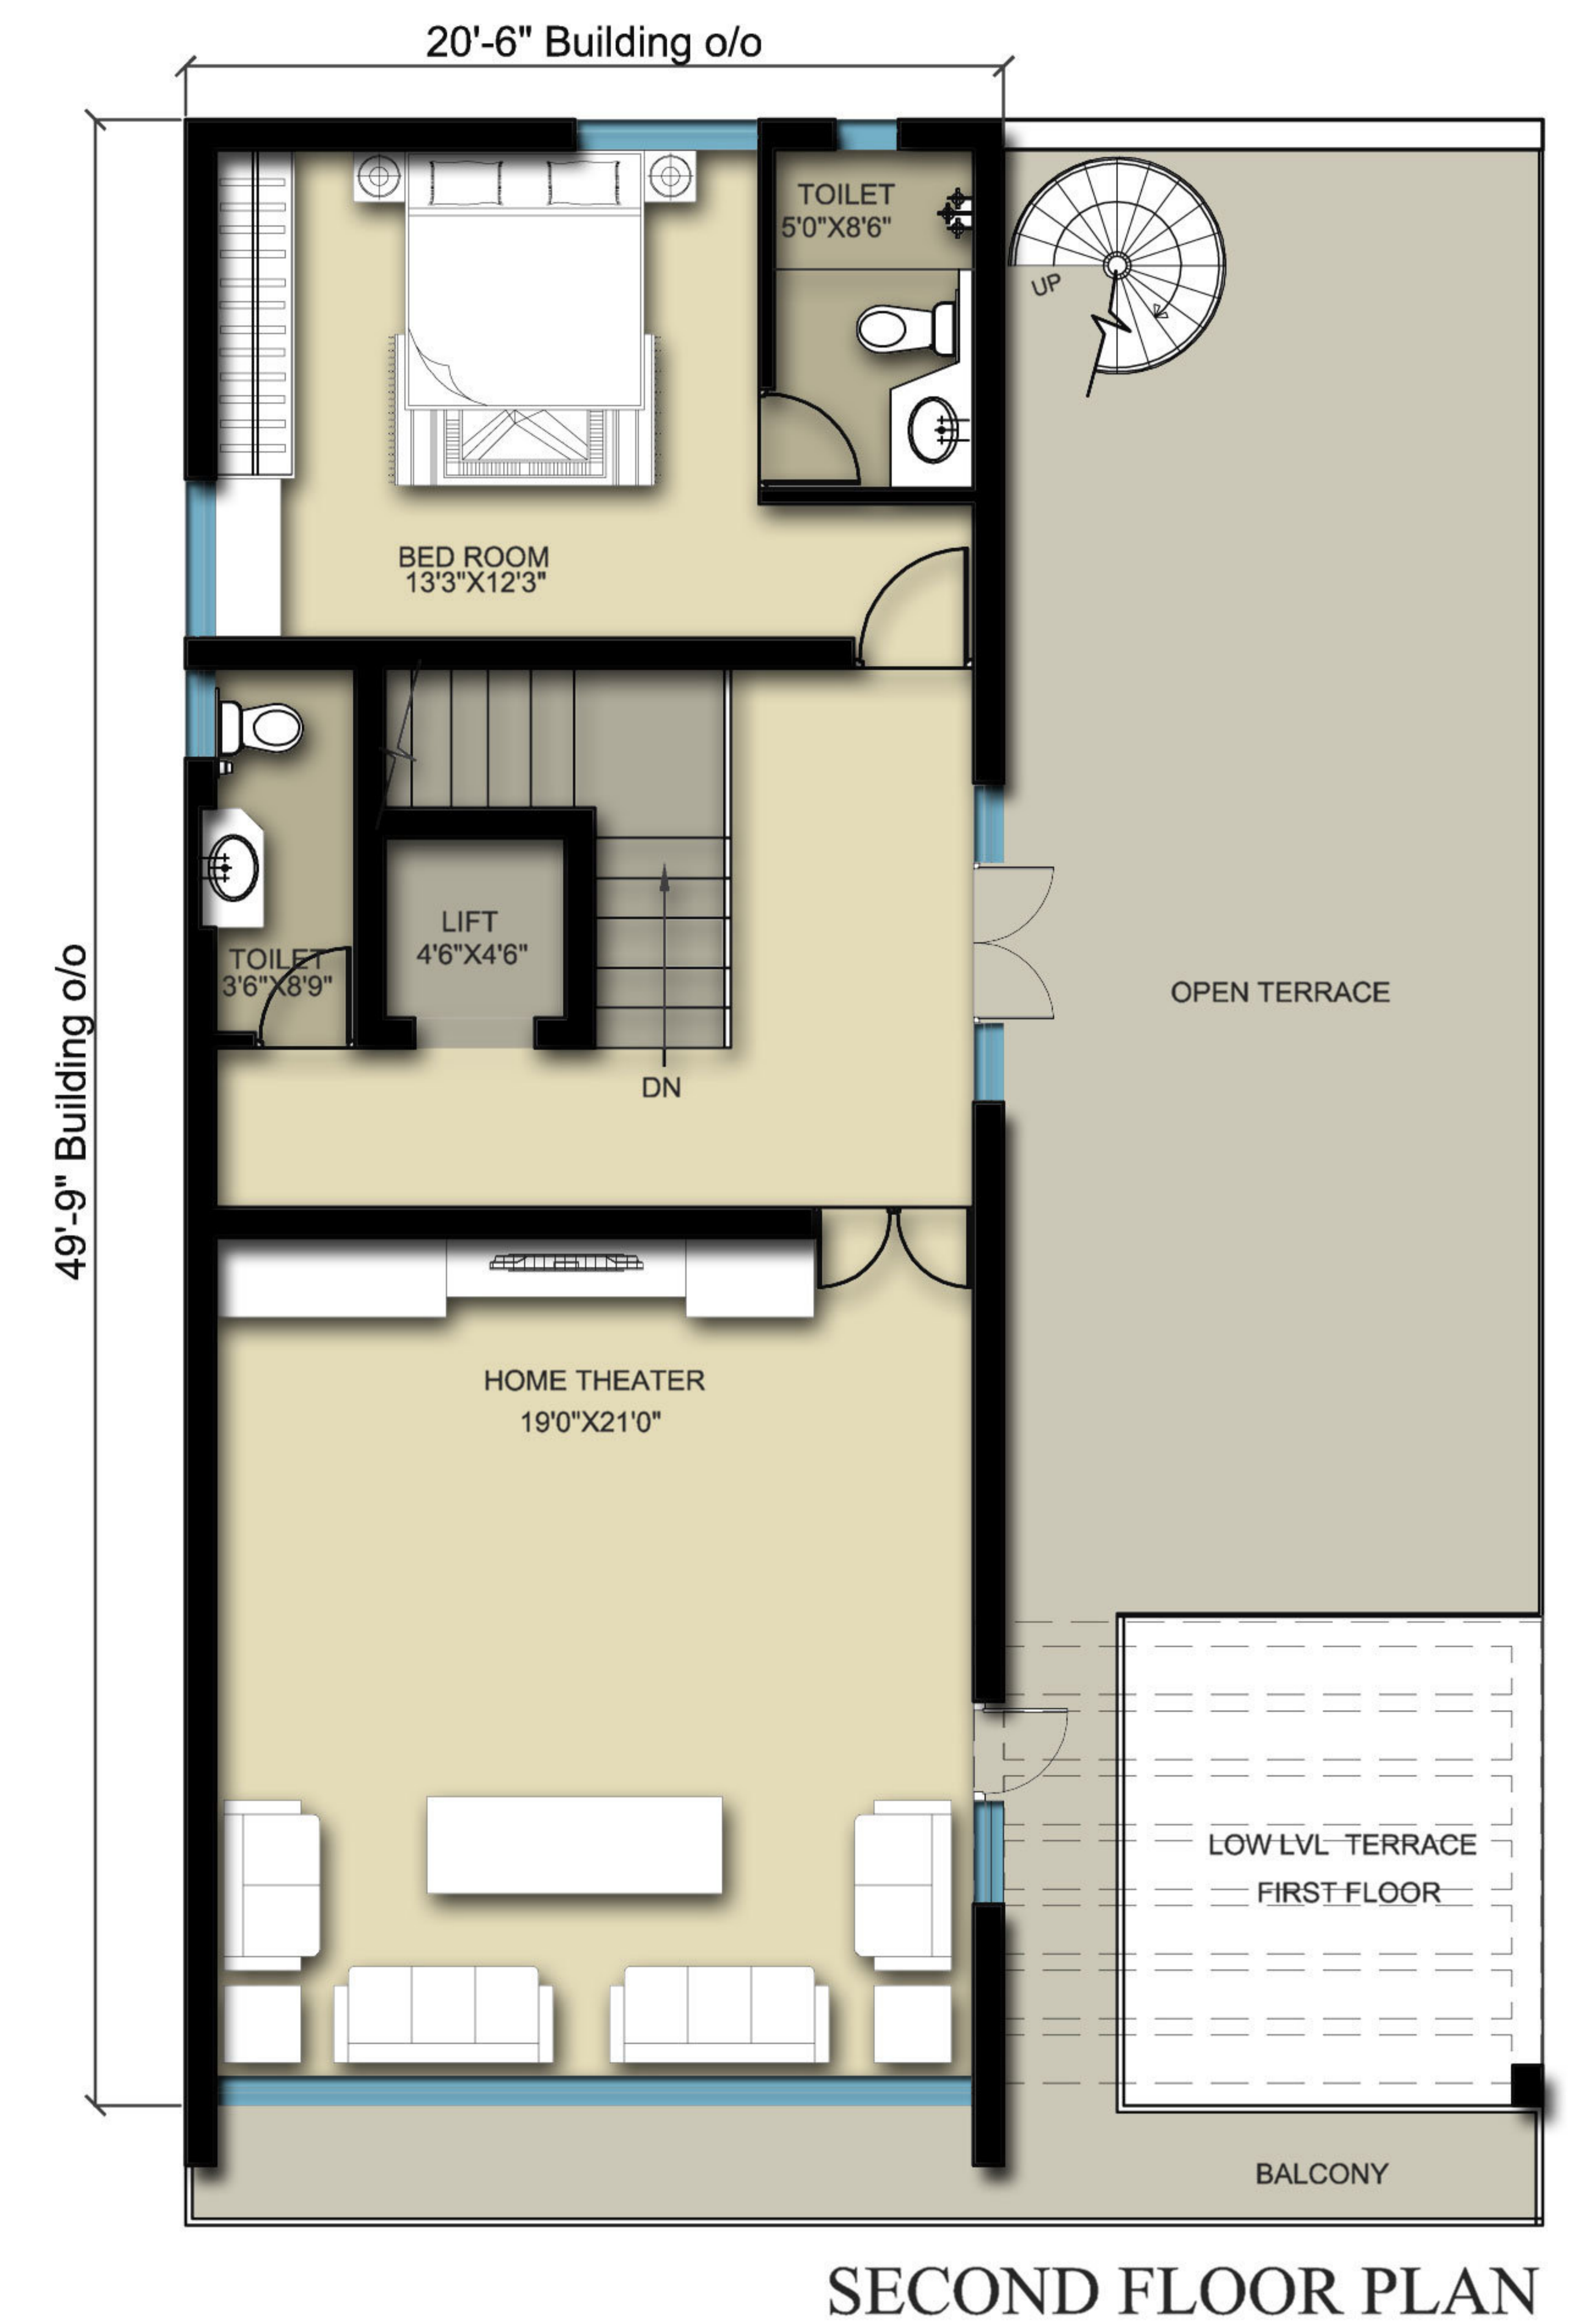 20'-6" Building o/o
TOILET
5'0"X8'6"
UP
BED ROOM
13'3"X12'3"
LIFT
4'6"X4'6"
TOILET
3'6"X8'9"
OPEN TERRACE
49'-9" Building o/o
DN
HOME THEATER
19'0"X21'0"
LOW LVL TERRACE
FIRST FLOOR
BALCONY
SECOND FLOOR PLAN